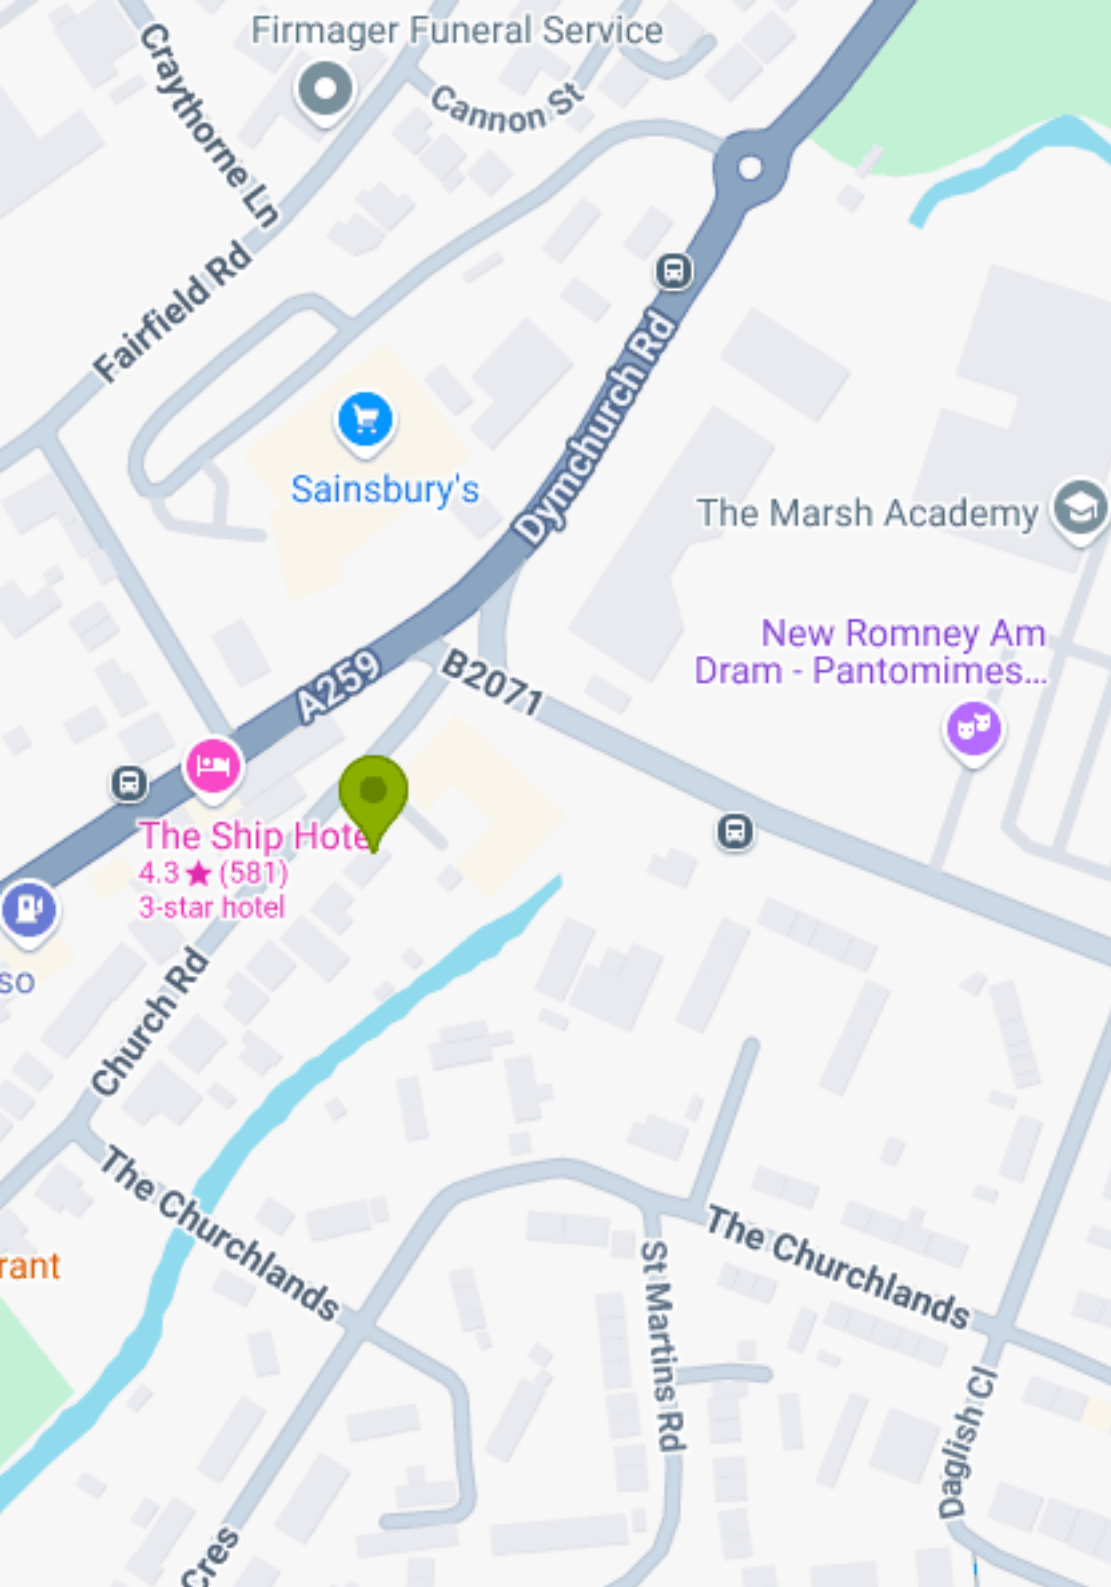 Firmager Funeral Service
Craythorne Ln
Cannon St
Fairfield Rd
Dymchurch Rd
Sainsbury's
The Marsh Academy
New Romney Am
Dram - Pantomimes...
A259
B2071
The Ship Hote
4.3★ (581)
3-star hotel
so
Church Rd
The Churchlands
rant
The Churchlands
St Martins Rd
Daglish Cl
Cres